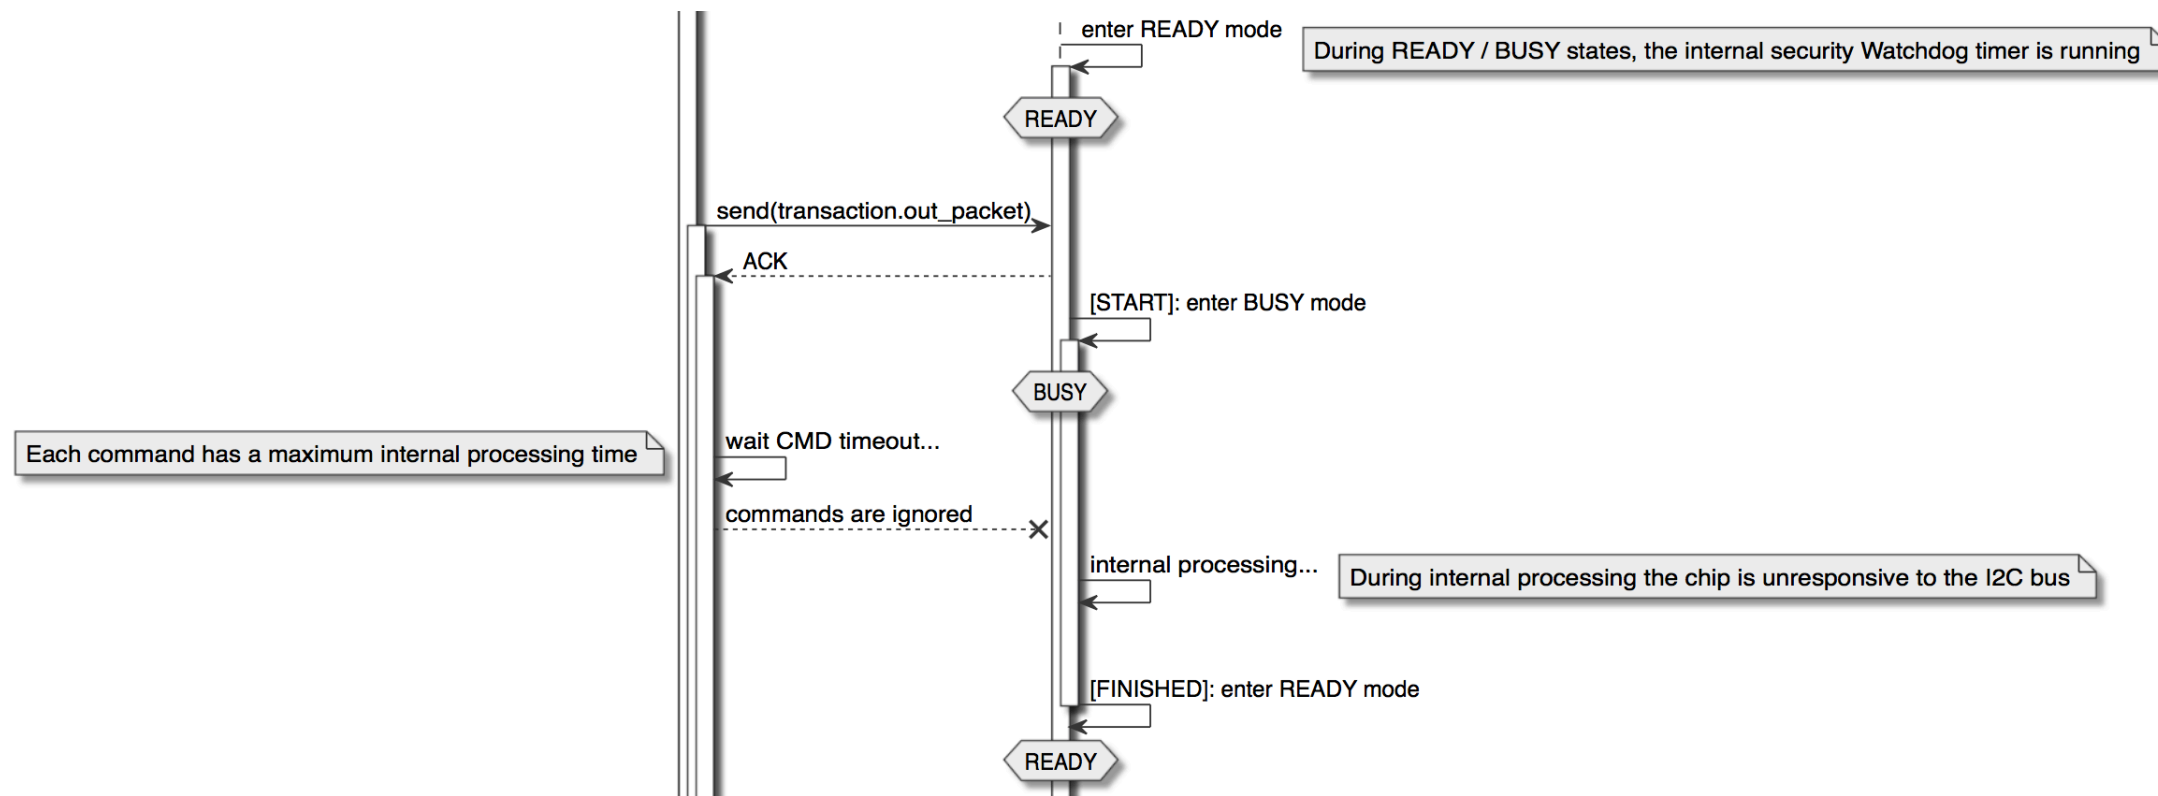 enter READY mode
During READY / BUSY states, the internal security Watchdog timer is running
READY
send(transaction.out_packet)
ACK
[START]: enter BUSY mode
BUSY
wait CMD timeout...
Each command has a maximum internal processing time
commands are ignored
internal processing...
During internal processing the chip is unresponsive to the I2C bus
[FINISHED]: enter READY mode
READY